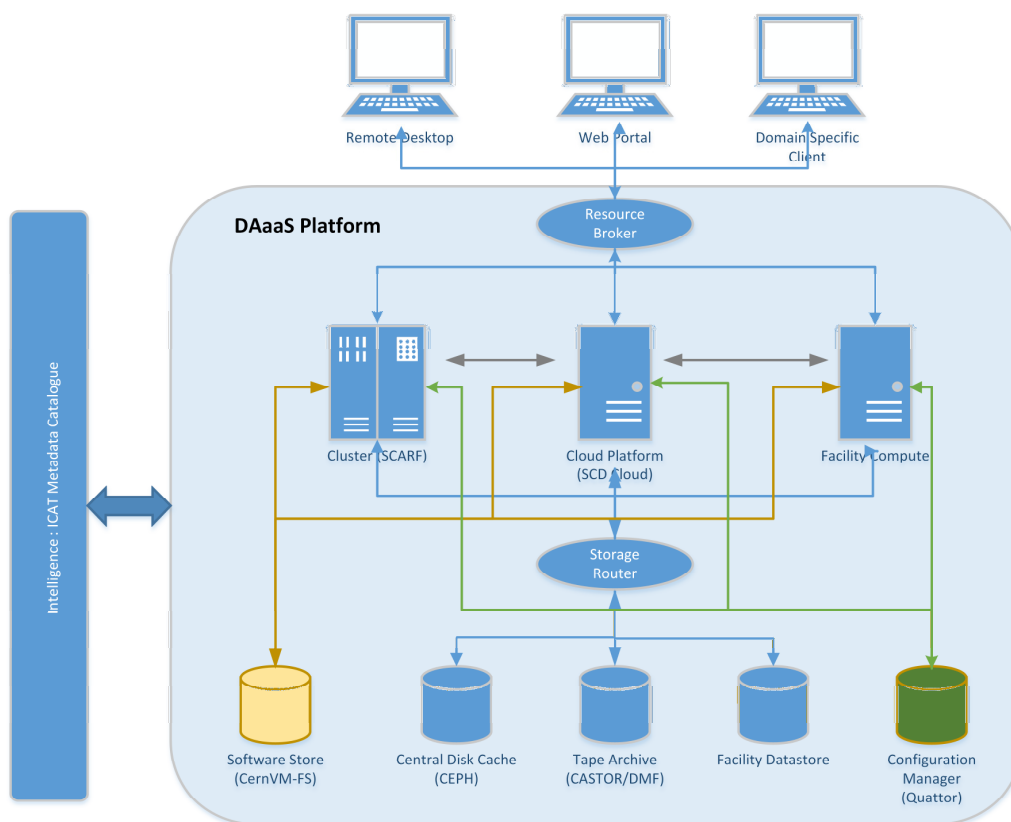 Remote Desktop
Web Portal
Domain Specific
Client
DAaaS Platform
Resource
Broker
Intelligence : ICAT Metadata Catalogue
Cluster (SCARF)
Cloud Platform
(SCD Cloud)
Facility Compute
Storage
Router
Software Store
(CernVM-FS)
Central Disk Cache
(CEPH)
Tape Archive
(CASTOR/DMF)
Facility Datastore
Configuration
Manager
(Quattor)